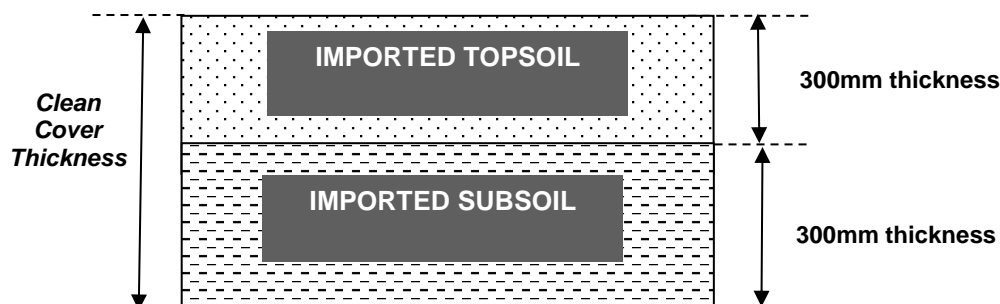 IMPORTED TOPSOIL
300mm thickness
Clean
Cover
Thickness
IMPORTED SUBSOIL
300mm thickness